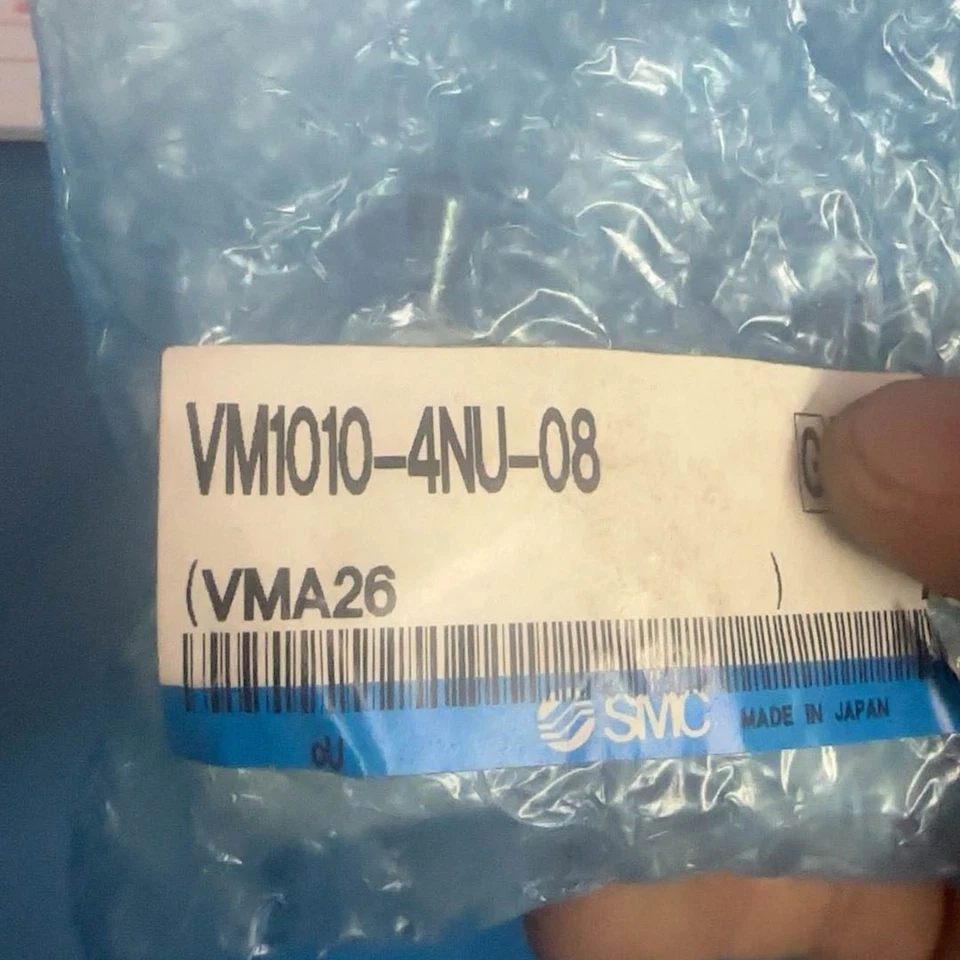 VM1010-4NU-08
(VMA26 )
SMC MADE IN JAPAN